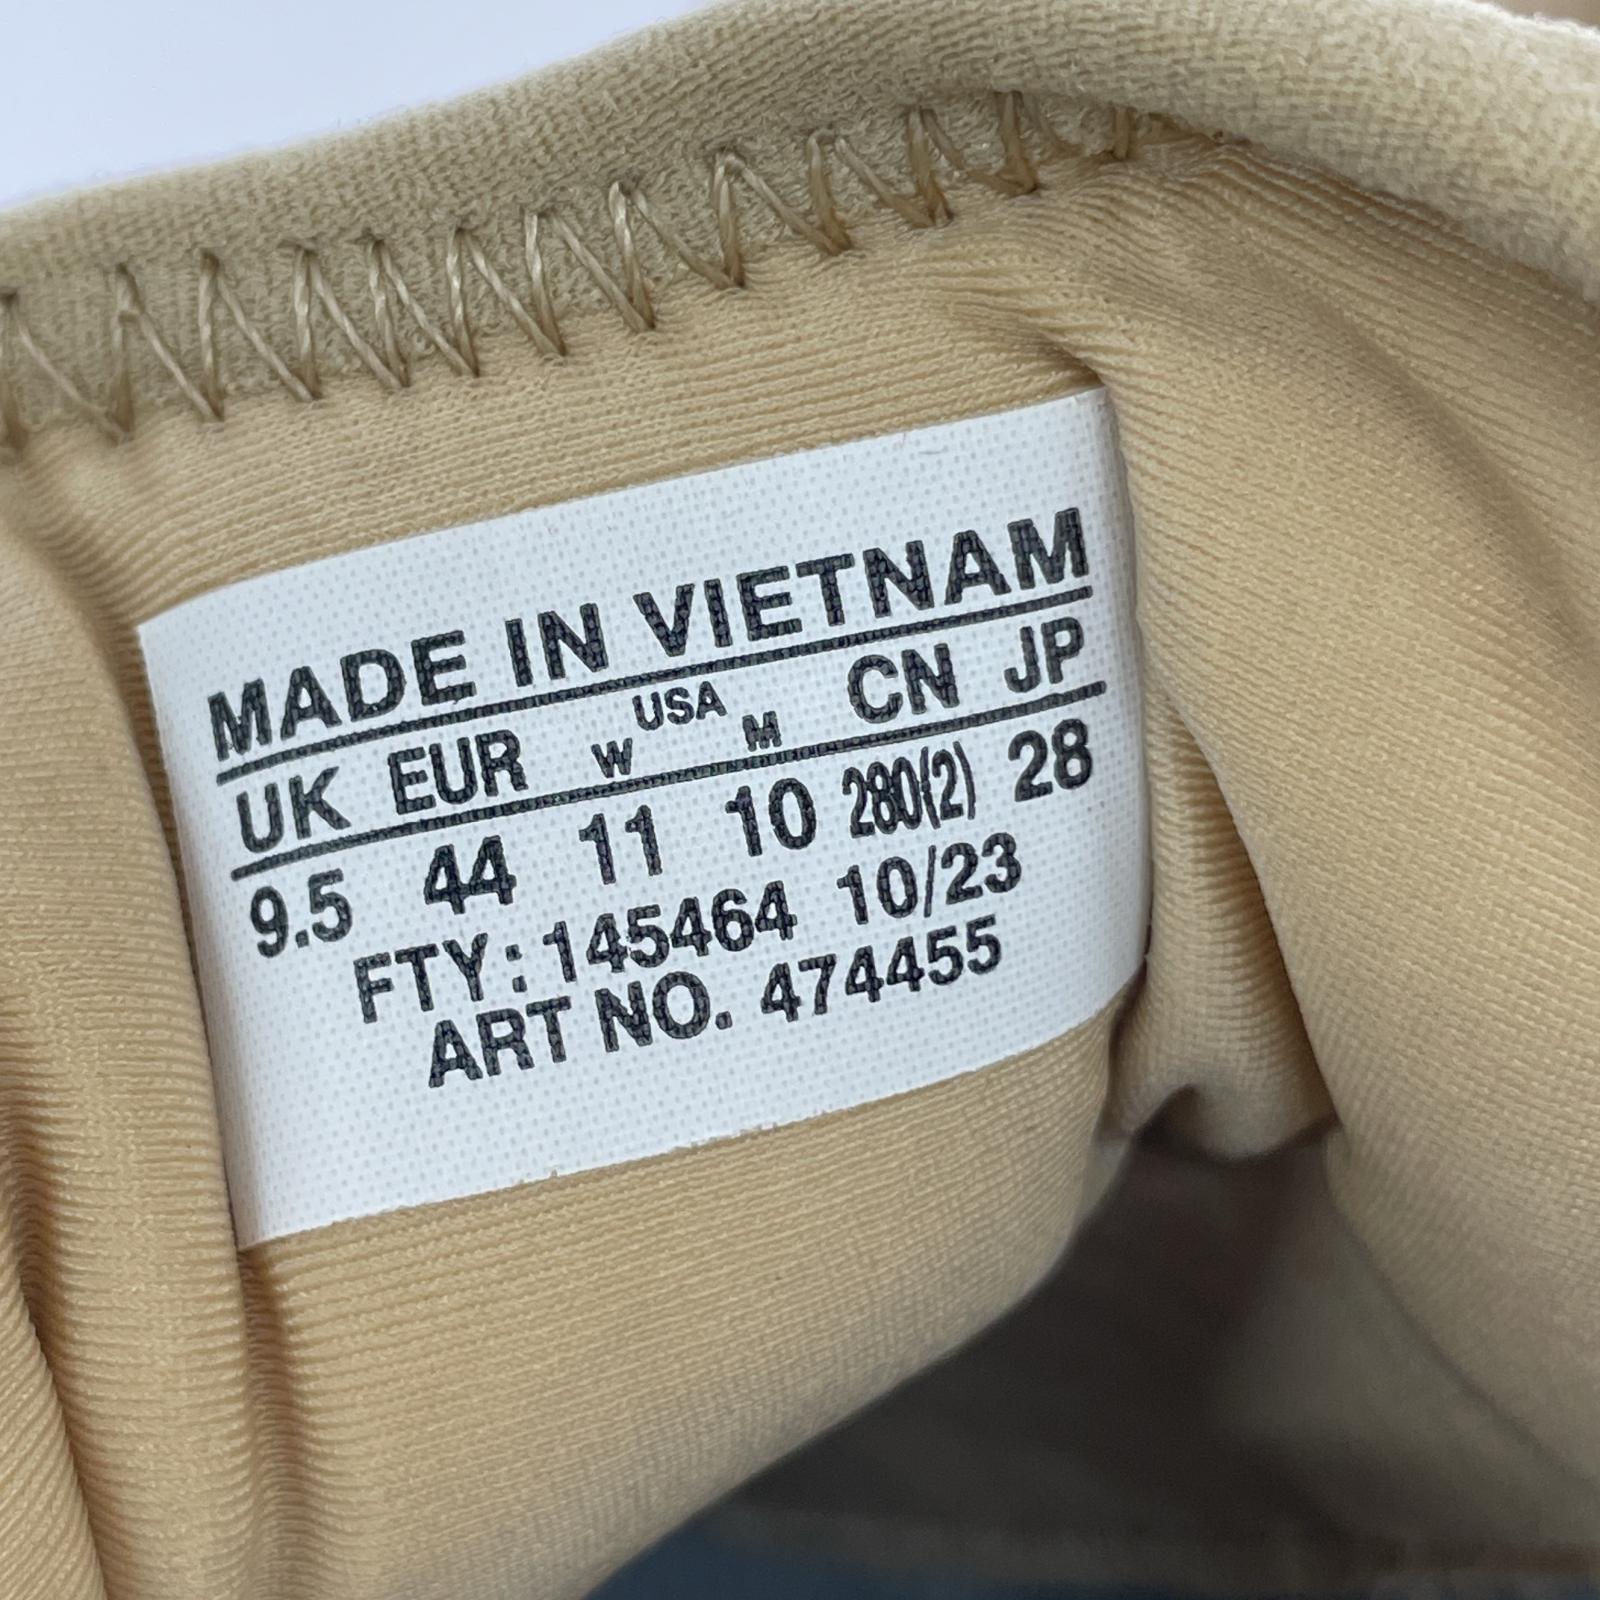 MADE IN VIETNAM
UK EUR W USA M CN JP
9.5 44 11 10 280(2) 28
FTY: 145464 10/23
ART NO. 474455